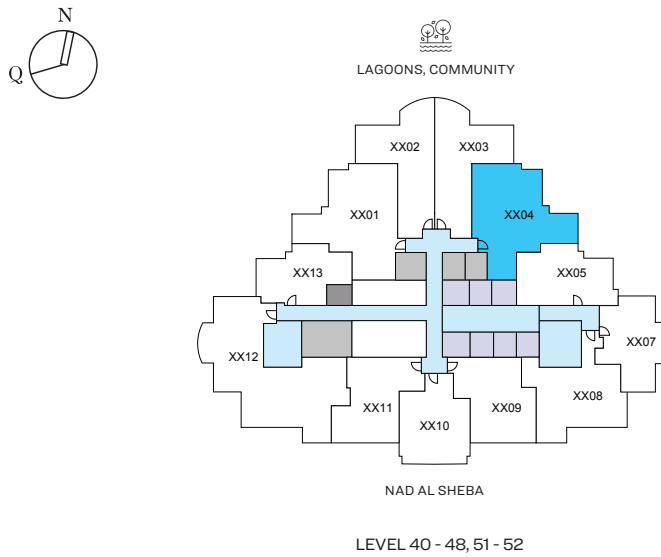 N
Q
LAGOONS, COMMUNITY
XX02
XX03
XX01
XX04
XX13
XX05
XX12
XX07
XX11
XX10
XX09
XX08
NAD AL SHEBA
LEVEL 40 - 48, 51 - 52